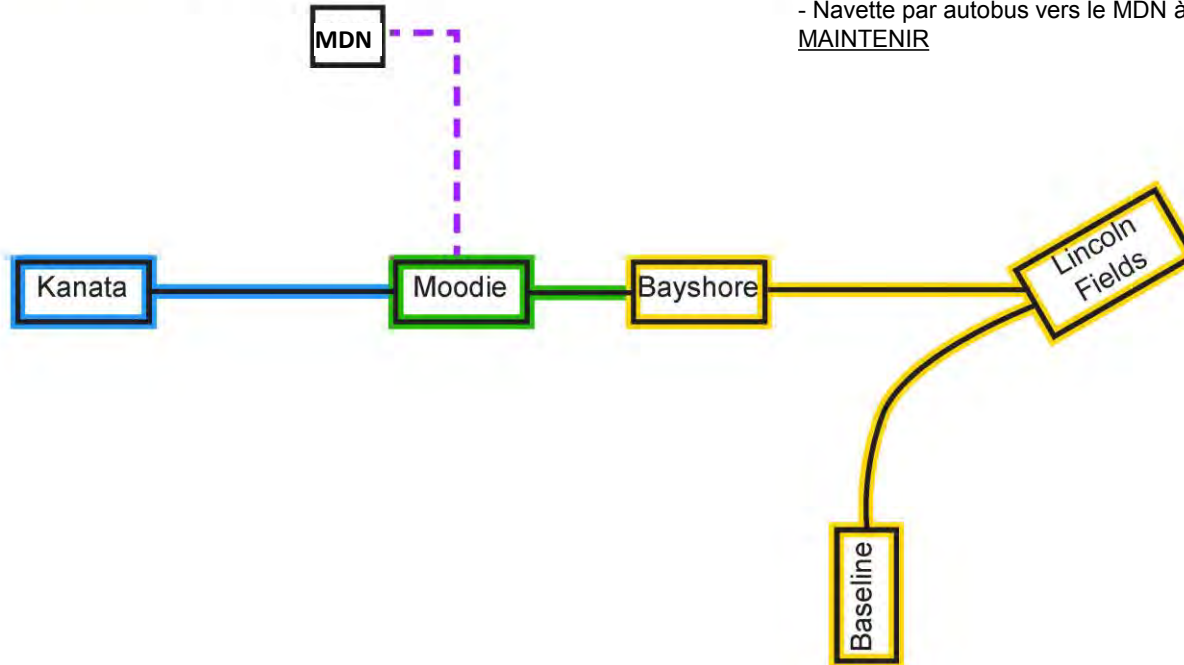 - Navette par autobus vers le MDN à
MAINTENIR
MDN
Kanata
Moodie
Bayshore
Lincoln
Fields
Baseline